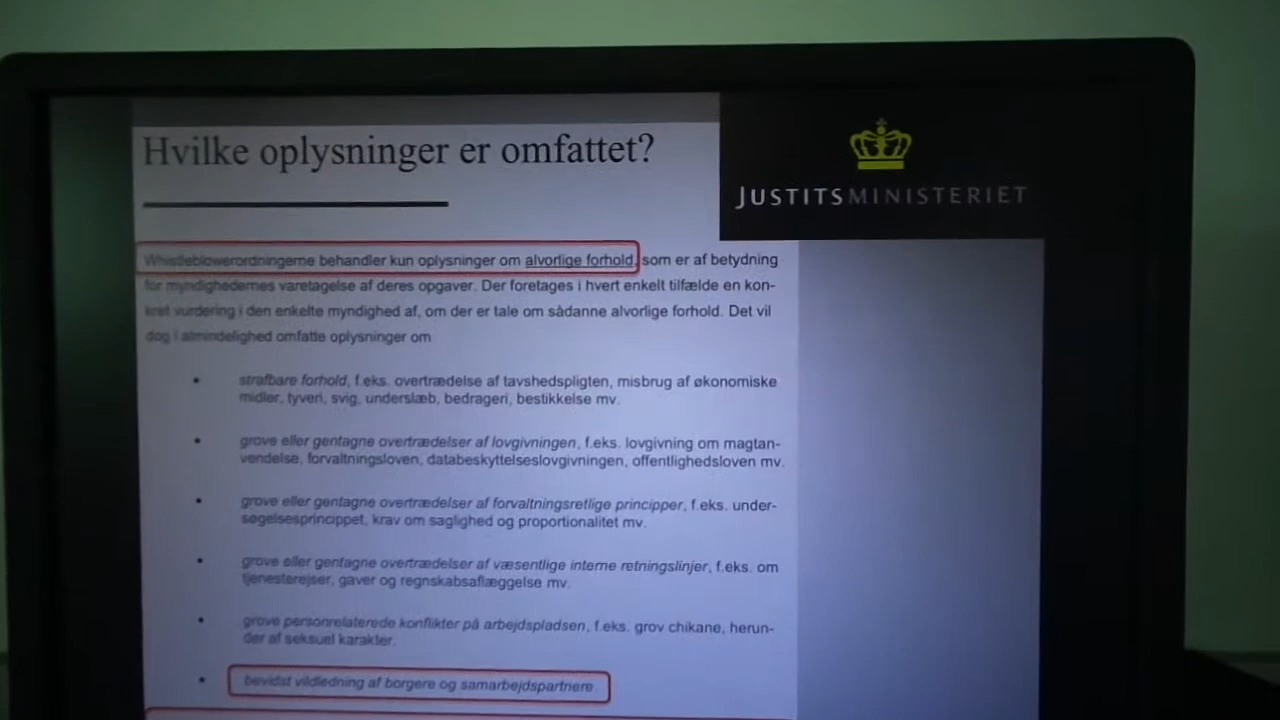 Hvilke oplysninger er omfattet?
JUSTITSMINISTERIET
Whistleblowerordningerne behandler kun oplysninger om alvorlige forhold, som er af betydning
for myndighedernes varetagelse af deres opgaver. Der foretages i hvert enkelt tilfælde en kon-
kret vurdering i den enkelte myndighed af, om der er tale om sådanne alvorlige forhold. Det vil
dog i almindelighed omfatte oplysninger om
• strafbare forhold, f.eks. overtrædelse af tavshedspligten, misbrug af økonomiske
midler, tyveri, svig, underslæb, bedrageri, bestikkelse mv.
• grove eller gentagne overtrædelser af lovgivningen, f.eks. lovgivning om magtan-
vendelse, forvaltningsloven, databeskyttelseslovgivningen, offentlighedsloven mv.
• grove eller gentagne overtrædelser af forvaltningsretlige principper, f.eks. under-
søgelsesprincippet, krav om saglighed og proportionalitet mv.
• grove eller gentagne overtrædelser af væsentlige interne retningslinjer, f.eks. om
tjenesterejser, gaver og regnskabsaflæggelse mv.
• grove personrelaterede konflikter på arbejdspladsen, f.eks. grov chikane, herun-
der af seksuel karakter.
• bevidst vildledning af borgere og samarbejdspartnere.